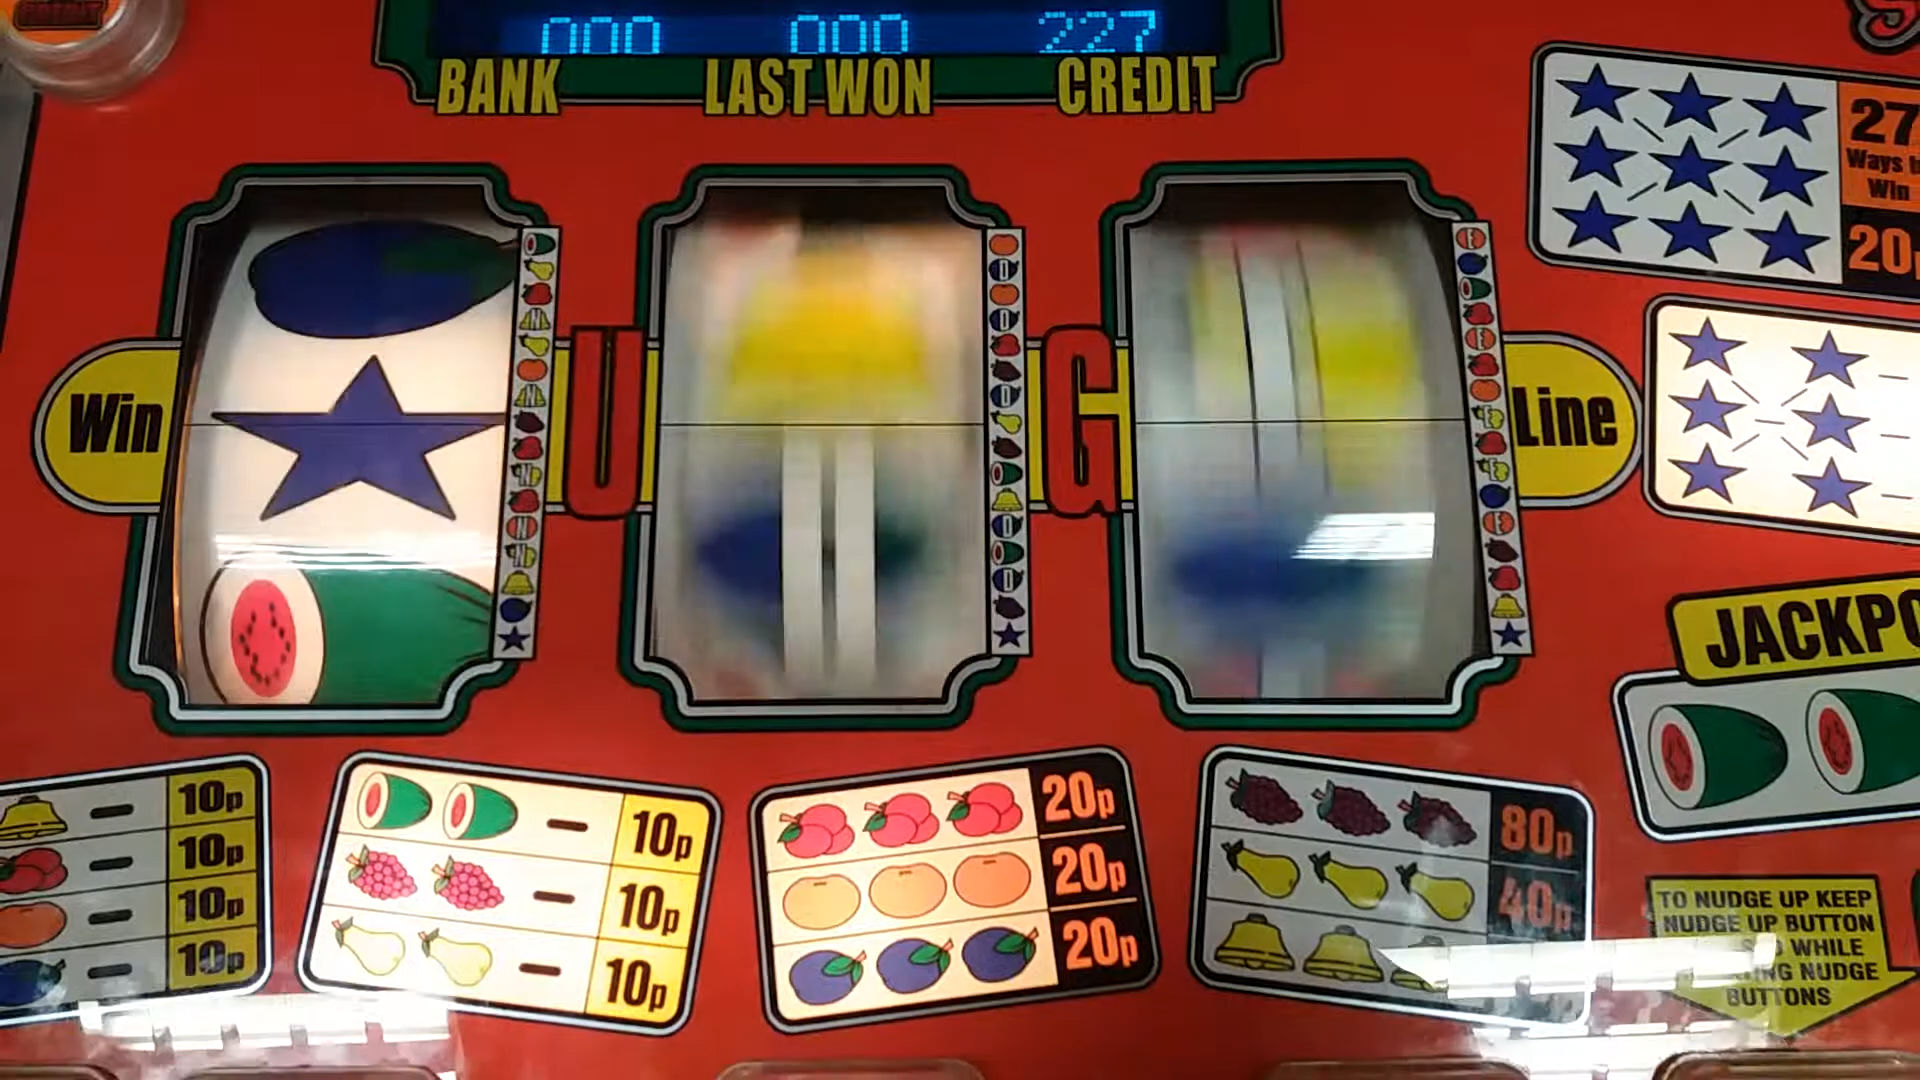 CREDIT
000 000 227
BANK LAST WON CREDIT
27
Ways
Win
20p
Win U G Line
JACKPO
10p
10p
10p
10p
10p
10p
10p
20p
20p
20p
80p
40p
TO NUDGE UP KEEP
NUDGE UP BUTTON
WHILE
NUDGE
BUTTONS